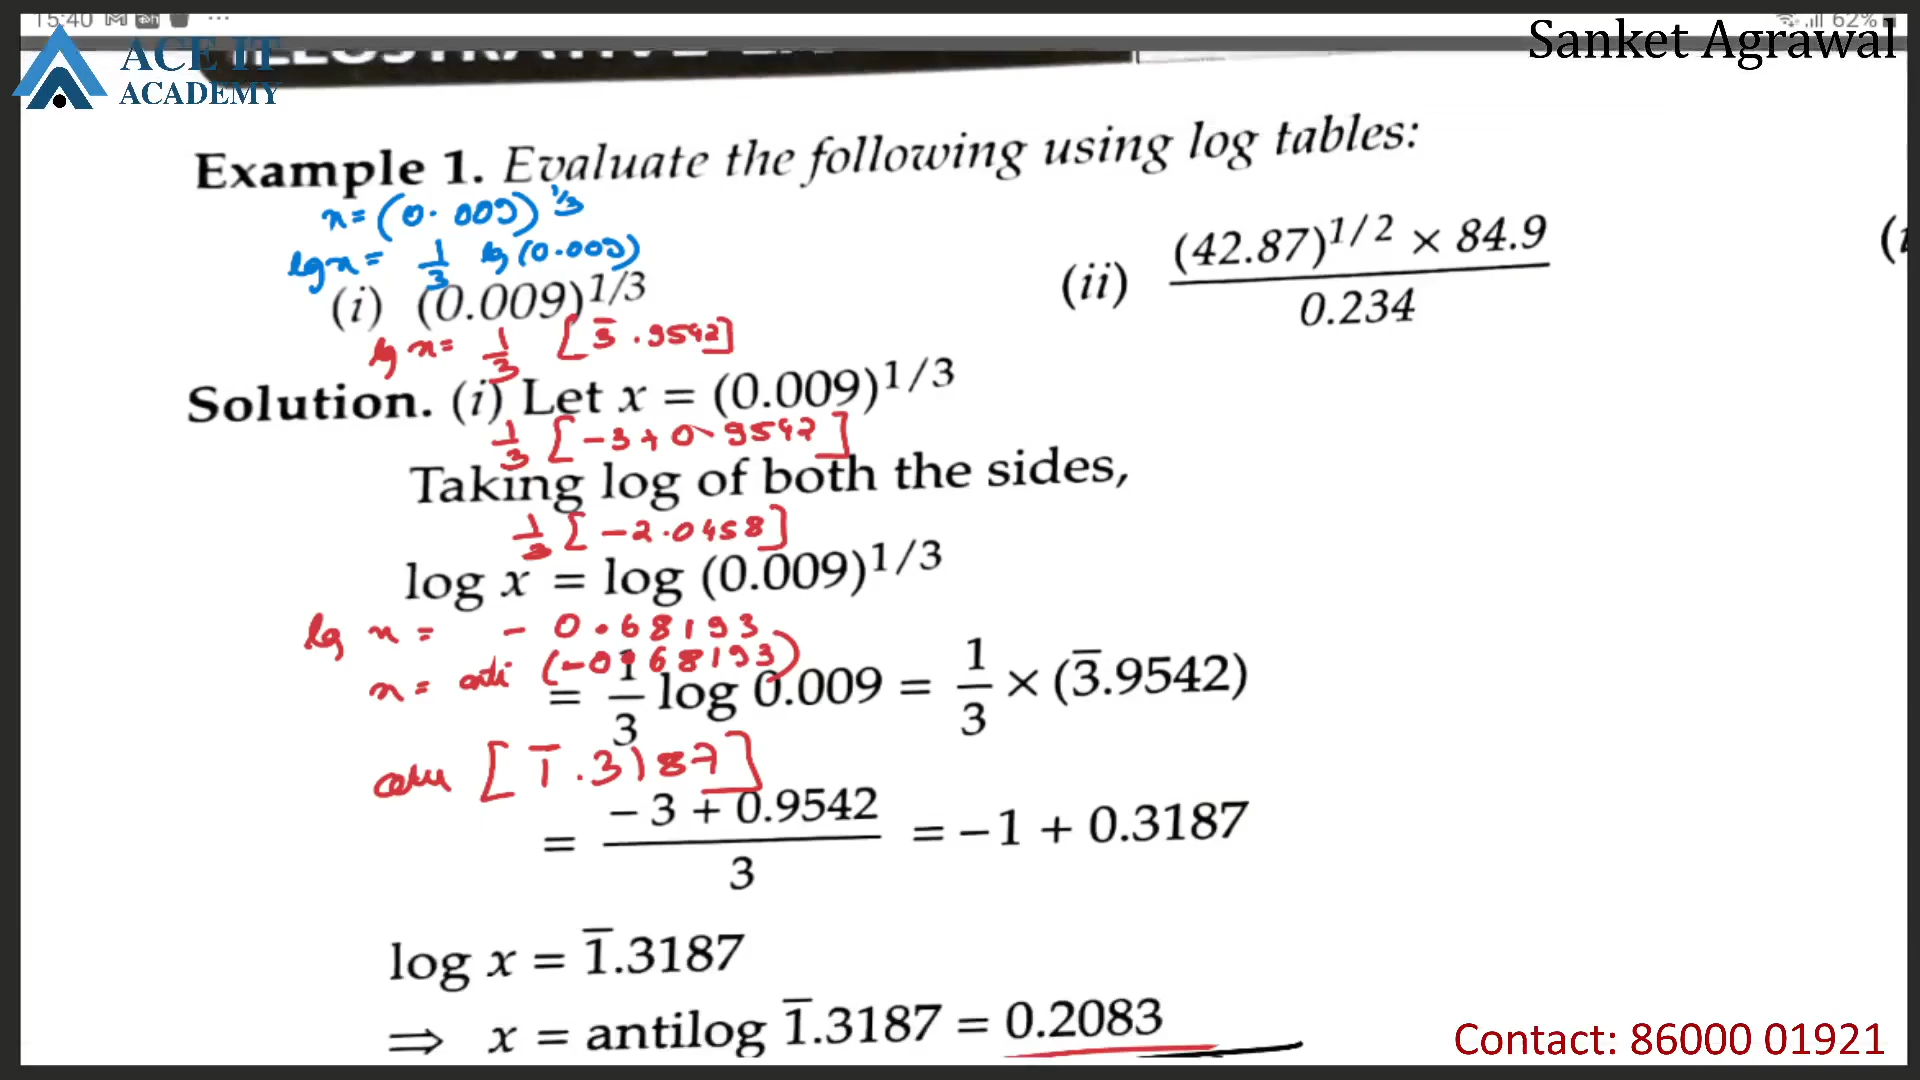 15:40
62%
ACE IT
ACADEMY
Sanket Agrawal
Example 1. Evaluate the following using log tables:
x = (0.009)^1/3
log x = 1/3 log (0.009)
(i) (0.009)^1/3
(ii) (42.87)^1/2 × 84.9 / 0.234
log x = 1/3 [3̅.9542]
Solution. (i) Let x = (0.009)^1/3
1/3 [-3+0.9542]
Taking log of both the sides,
1/3 [-2.0458]
log x = log (0.009)^1/3
log x = - 0.68193
x = anti (-0.68193)
= 1/3 log 0.009 = 1/3 × (3̅.9542)
[1̅.3187]
= -3 + 0.9542 / 3 = -1 + 0.3187
log x = 1̅.3187
⇒ x = antilog 1̅.3187 = 0.2083
Contact: 86000 01921